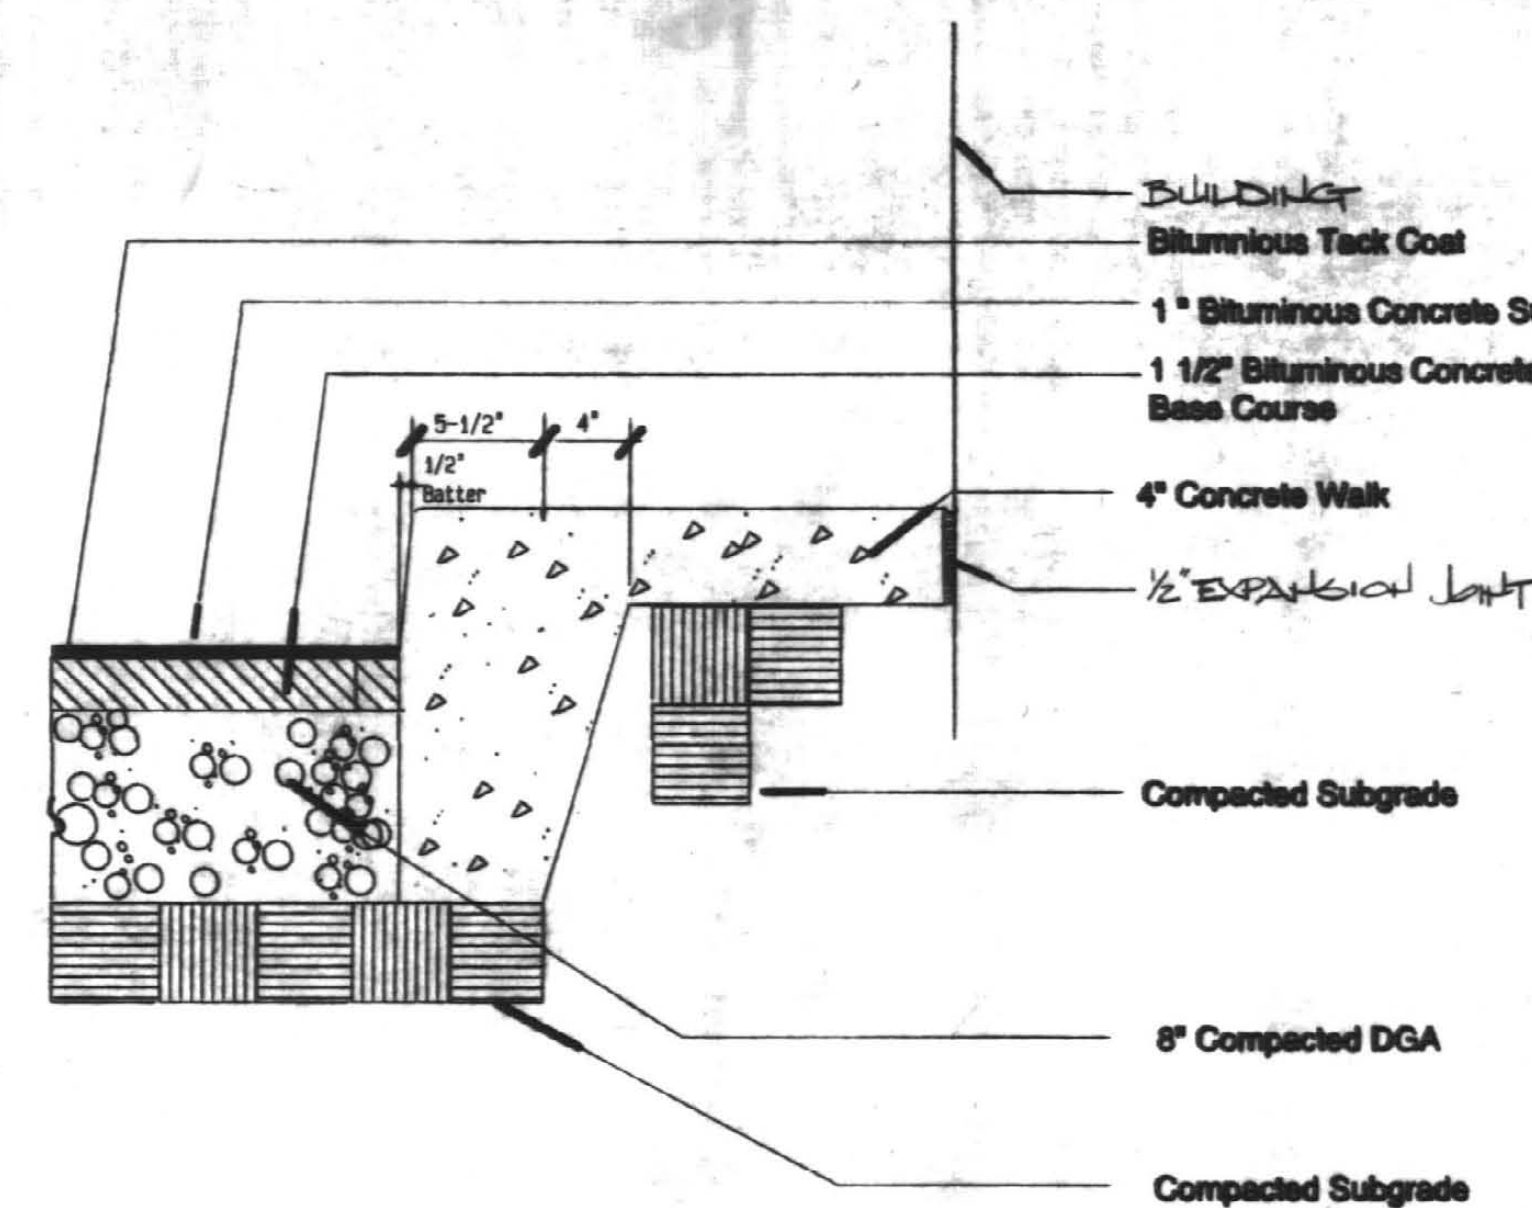 BUILDING
Bitumnious Tack Coat
1" Bituminous Concrete
1 1/2" Bituminous Concrete
Base Course
5-1/2" 4"
1/2"
Batter
4" Concrete Walk
1/2" EXPANSION JOINT
Compacted Subgrade
8" Compacted DGA
Compacted Subgrade